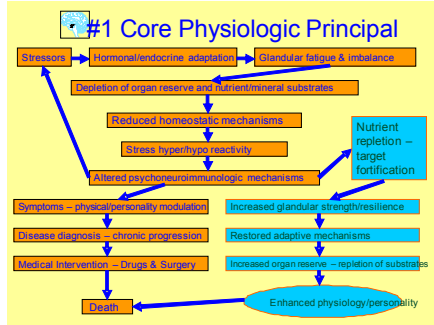 #1 Core Physiologic Principal
Stressors
Hormonal/endocrine adaptation
Glandular fatigue & imbalance
Depletion of organ reserve and nutrient/mineral substrates
Reduced homeostatic mechanisms
Stress hyper/hypo reactivity
Altered psychoneuroimmunologic mechanisms
Nutrient
repletion –
target
fortification
Symptoms – physical/personality modulation
Disease diagnosis – chronic progression
Medical Intervention – Drugs & Surgery
Death
Increased glandular strength/resilience
Restored adaptive mechanisms
Increased organ reserve – repletion of substrates
Enhanced physiology/personality